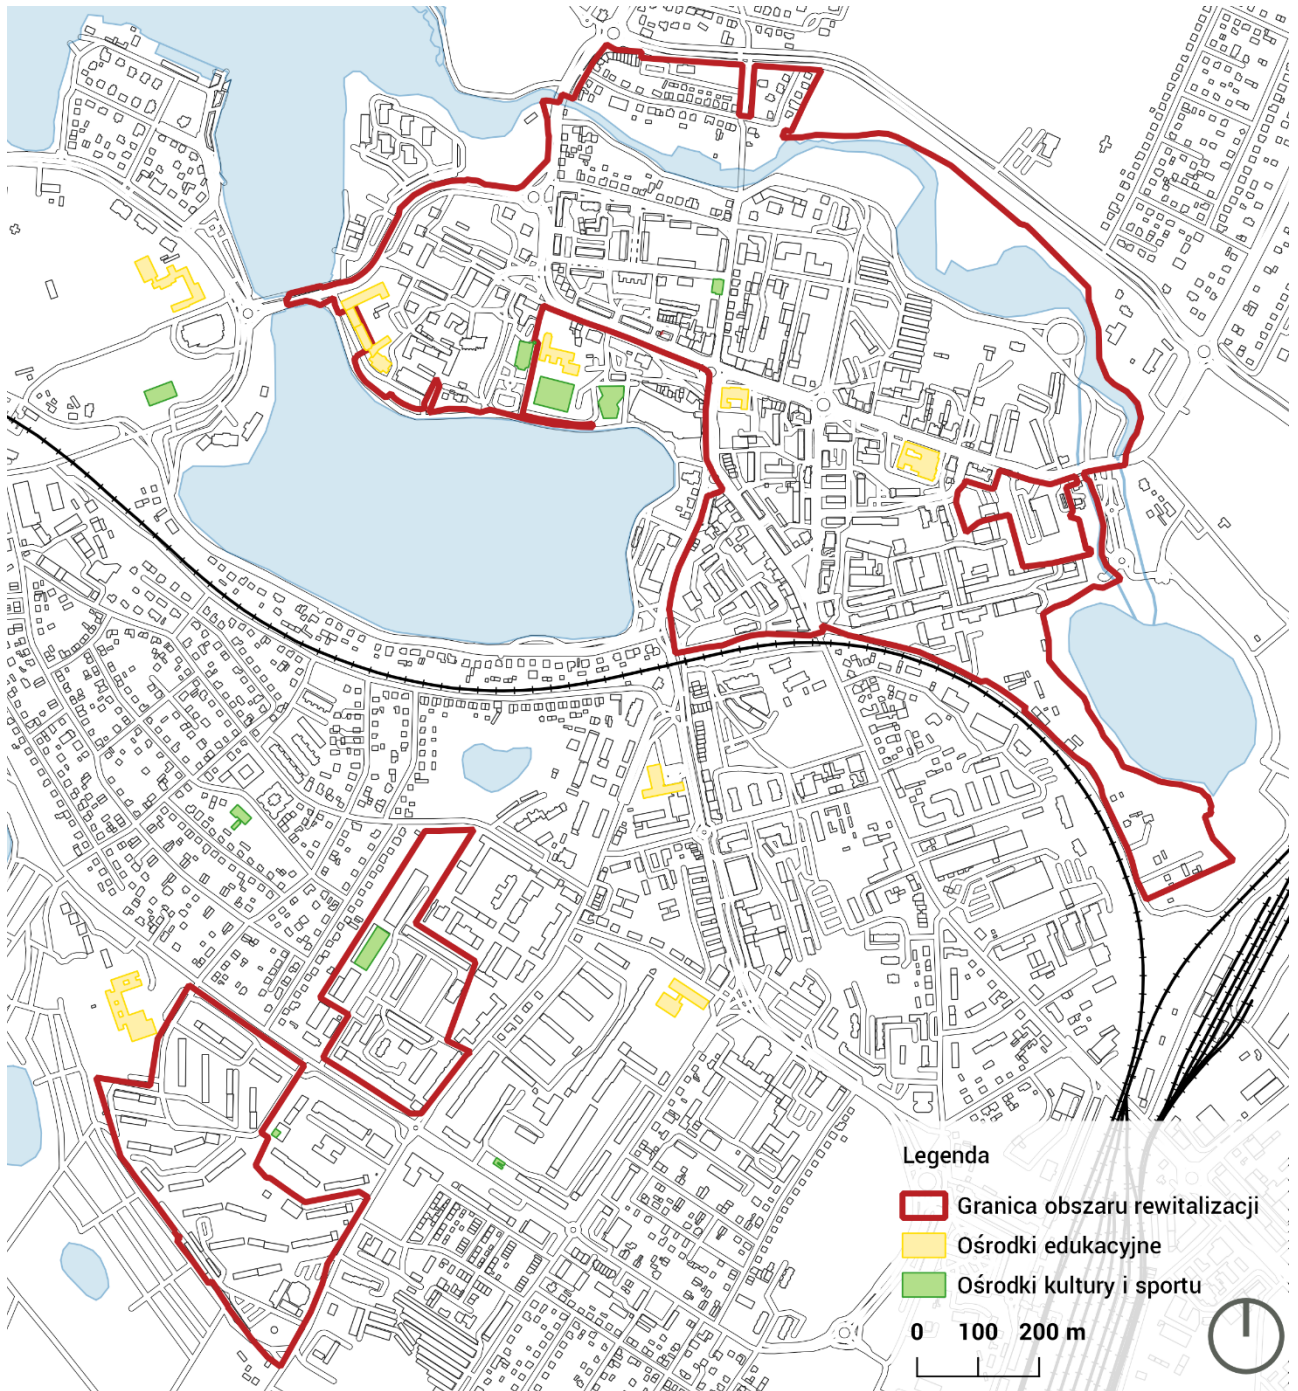 Legenda
Granica obszaru rewitalizacji
Ośrodki edukacyjne
Ośrodki kultury i sportu
0 100 200 m